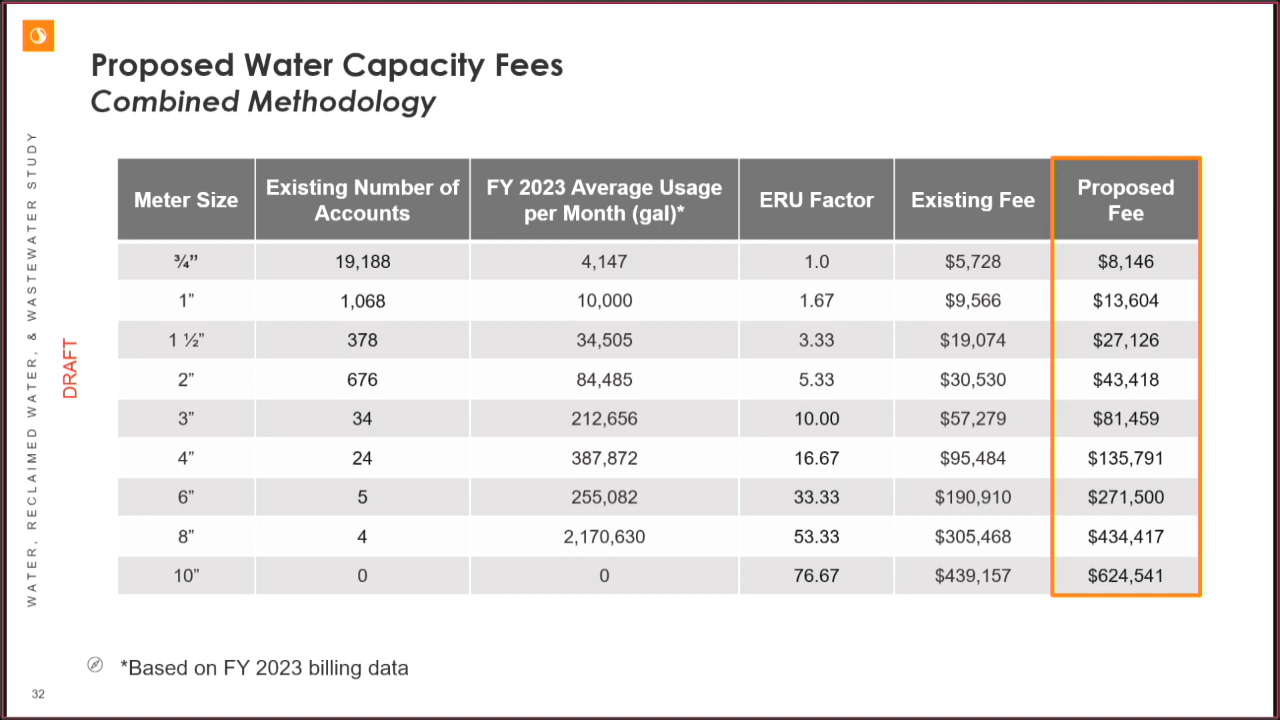 Proposed Water Capacity Fees
Combined Methodology
WATER, RECLAIMED WATER, & WASTEWATER STUDY
DRAFT
Meter Size Existing Number of Accounts FY 2023 Average Usage per Month (gal)* ERU Factor Existing Fee Proposed Fee
¾” 19,188 4,147 1.0 $5,728 $8,146
1” 1,068 10,000 1.67 $9,566 $13,604
1 ½” 378 34,505 3.33 $19,074 $27,126
2” 676 84,485 5.33 $30,530 $43,418
3” 34 212,656 10.00 $57,279 $81,459
4” 24 387,872 16.67 $95,484 $135,791
6” 5 255,082 33.33 $190,910 $271,500
8” 4 2,170,630 53.33 $305,468 $434,417
10” 0 0 76.67 $439,157 $624,541
*Based on FY 2023 billing data
32